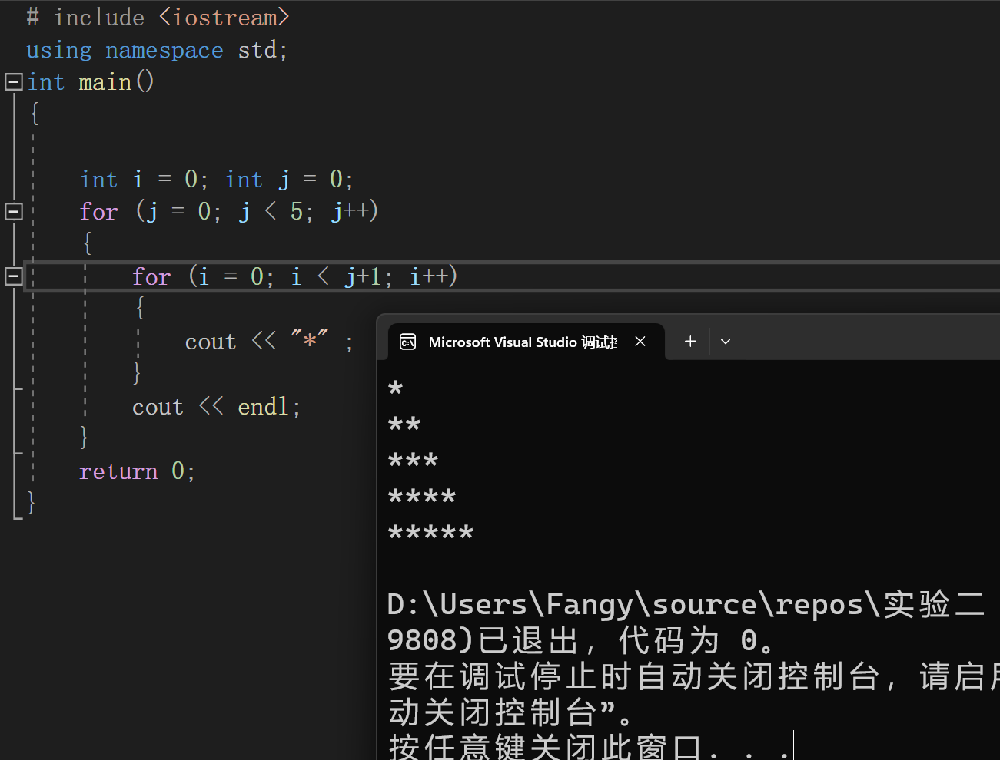 # include <iostream>
using namespace std;
int main()
{
int i = 0; int j = 0;
for (j = 0; j < 5; j++)
{
for (i = 0; i < j+1; i++)
{
cout << "*" ;
}
cout << endl;
}
return 0;
}
Microsoft Visual Studio 调试
*
**
***
****
*****
D:\Users\Fangy\source\repos\实验二
9808)已退出，代码为 0。
要在调试停止时自动关闭控制台，请启
动关闭控制台”。
按任意键关闭此窗口. . .